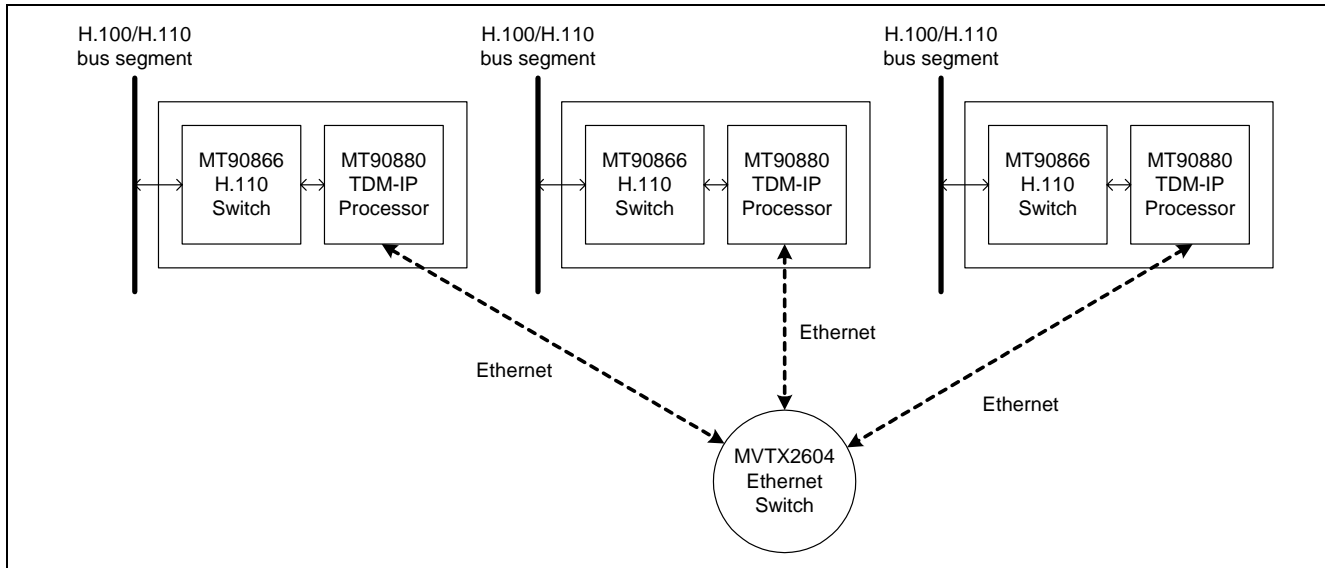 H.100/H.110
bus segment
H.100/H.110
bus segment
H.100/H.110
bus segment
MT90866
H.110
Switch
MT90880
TDM-IP
Processor
MT90866
H.110
Switch
MT90880
TDM-IP
Processor
MT90866
H.110
Switch
MT90880
TDM-IP
Processor
Ethernet
Ethernet
Ethernet
MVTX2604
Ethernet
Switch